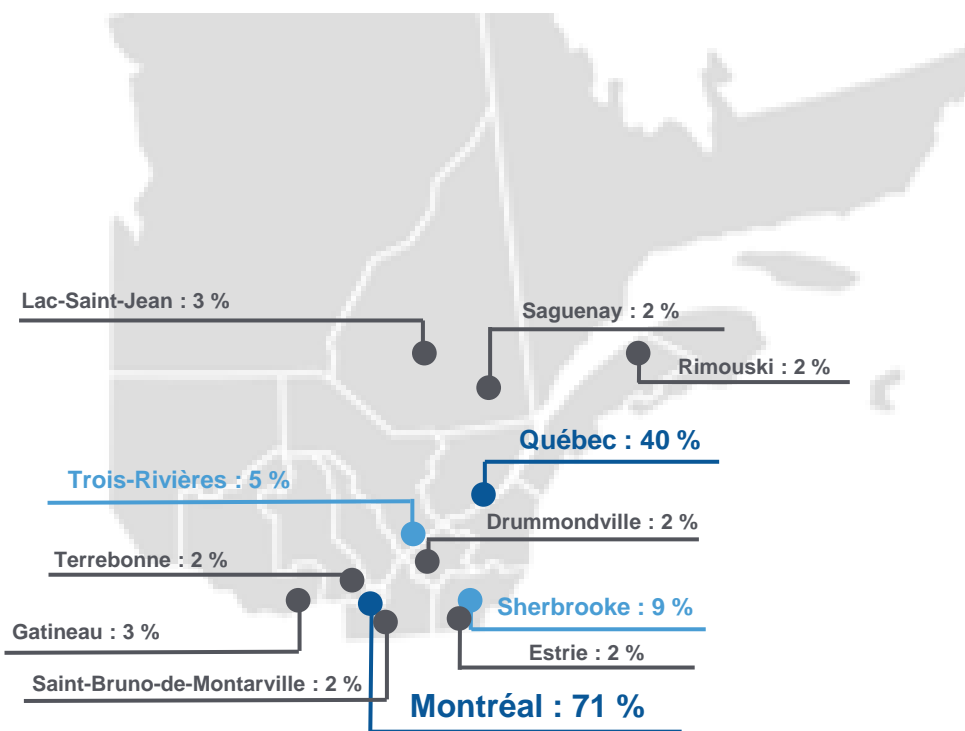 Lac-Saint-Jean : 3 %
Saguenay : 2 %
Rimouski : 2 %
Québec : 40 %
Trois-Rivières : 5 %
Drummondville : 2 %
Terrebonne : 2 %
Sherbrooke : 9 %
Gatineau : 3 %
Estrie : 2 %
Saint-Bruno-de-Montarville : 2 %
Montréal : 71 %